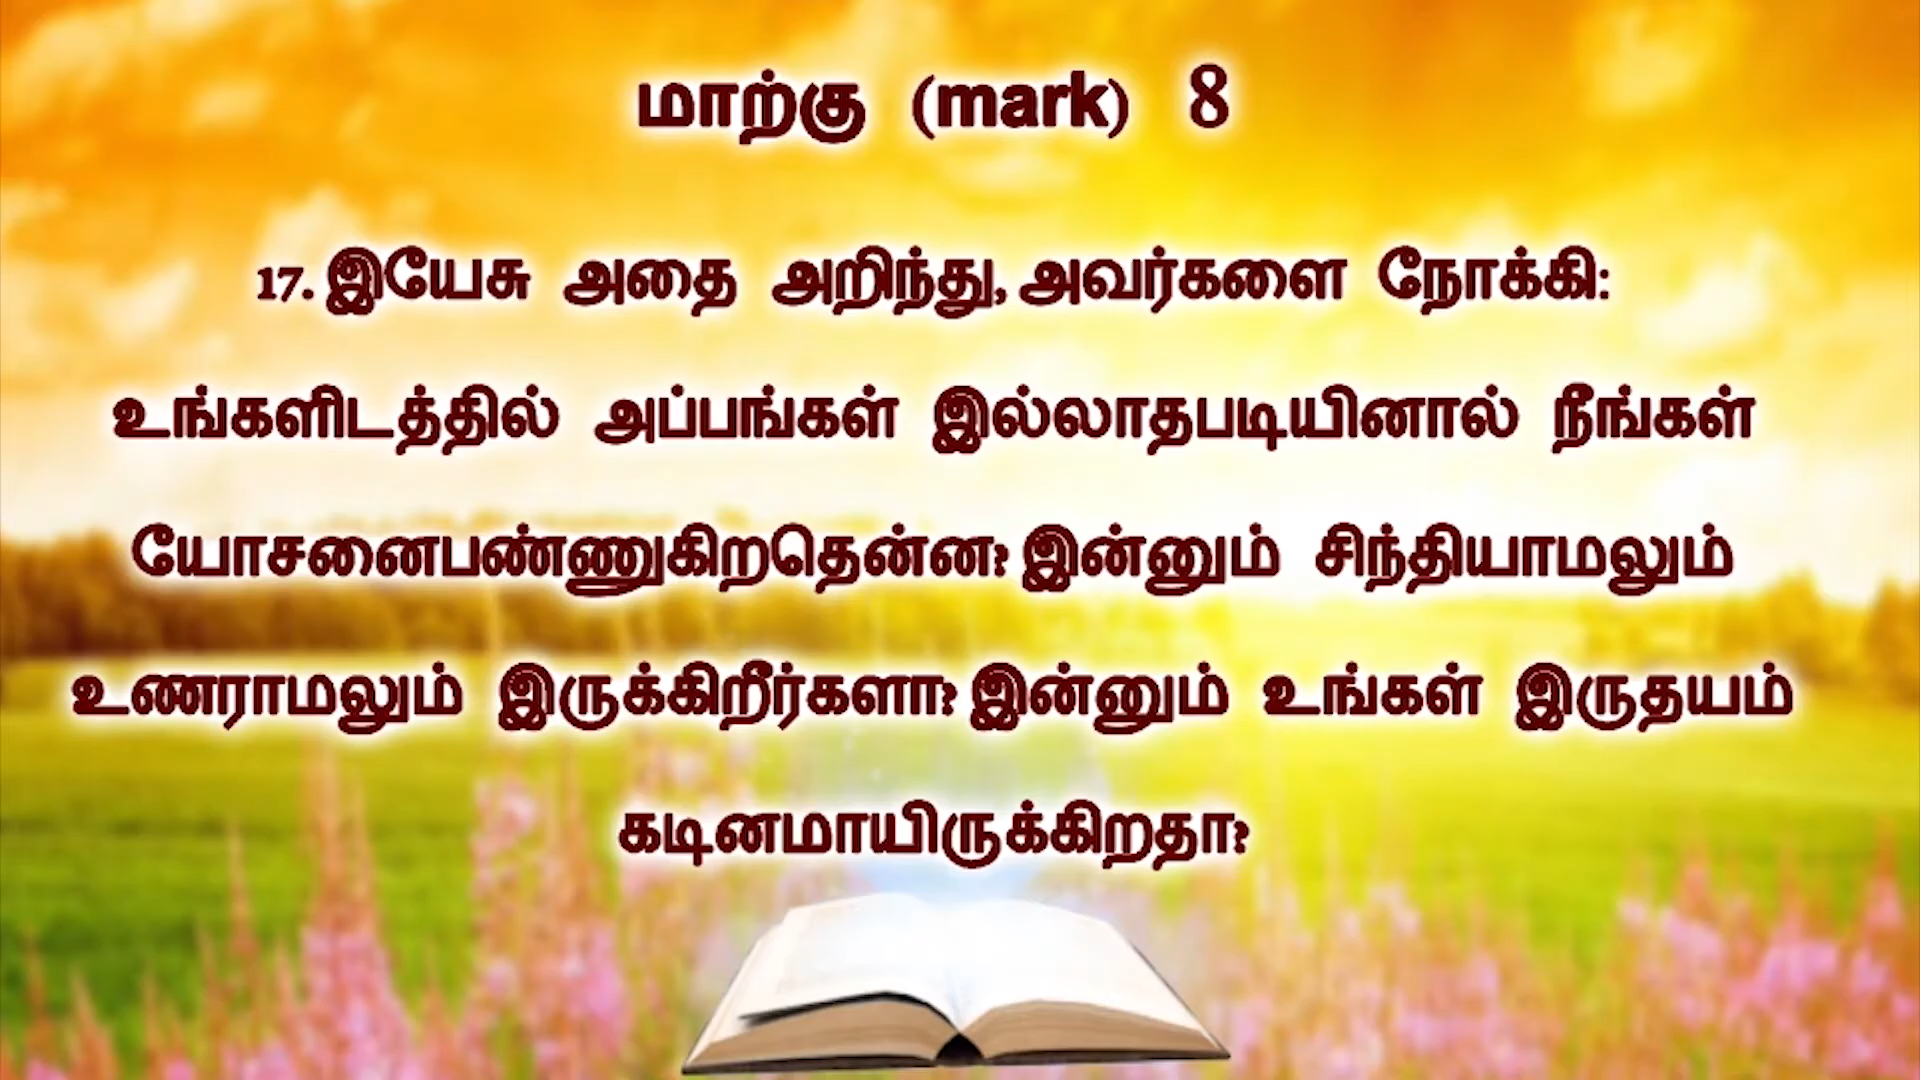 மாற்கு (mark) 8
17. இயேசு அதை அறிந்து, அவர்களை நோக்கி:
உங்களிடத்தில் அப்பங்கள் இல்லாதபடியினால் நீங்கள்
யோசனைபண்ணுகிறதென்ன? இன்னும் சிந்தியாமலும்
உணராமலும் இருக்கிறீர்களா? இன்னும் உங்கள் இருதயம்
கடினமாயிருக்கிறதா?